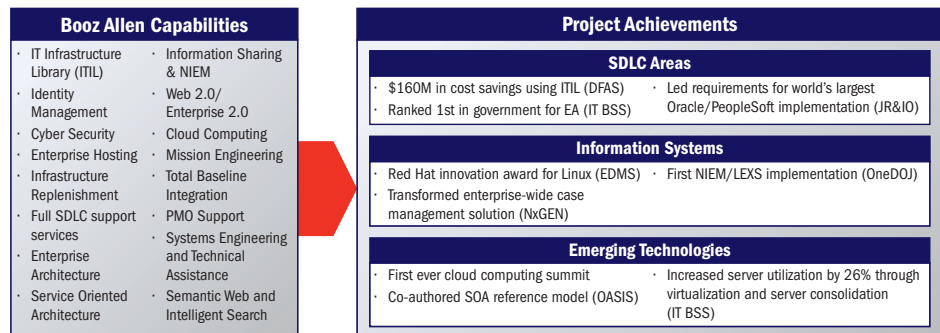 Booz Allen Capabilities
· IT Infrastructure
Library (ITIL)
· Identity
Management
· Cyber Security
· Enterprise Hosting
· Infrastructure
Replenishment
· Full SDLC support
services
· Enterprise
Architecture
· Service Oriented
Architecture
· Information Sharing
& NIEM
· Web 2.0/
Enterprise 2.0
· Cloud Computing
· Mission Engineering
· Total Baseline
Integration
· PMO Support
· Systems Engineering
and Technical
Assistance
· Semantic Web and
Intelligent Search
Project Achievements
SDLC Areas
· $160M in cost savings using ITIL (DFAS)
· Ranked 1st in government for EA (IT BSS)
· Led requirements for world's largest
Oracle/PeopleSoft implementation (JR&IO)
Information Systems
· Red Hat innovation award for Linux (EDMS)
· Transformed enterprise-wide case
management solution (NxGEN)
· First NIEM/LEXS implementation (OneDOJ)
Emerging Technologies
· First ever cloud computing summit
· Co-authored SOA reference model (OASIS)
· Increased server utilization by 26% through
virtualization and server consolidation
(IT BSS)